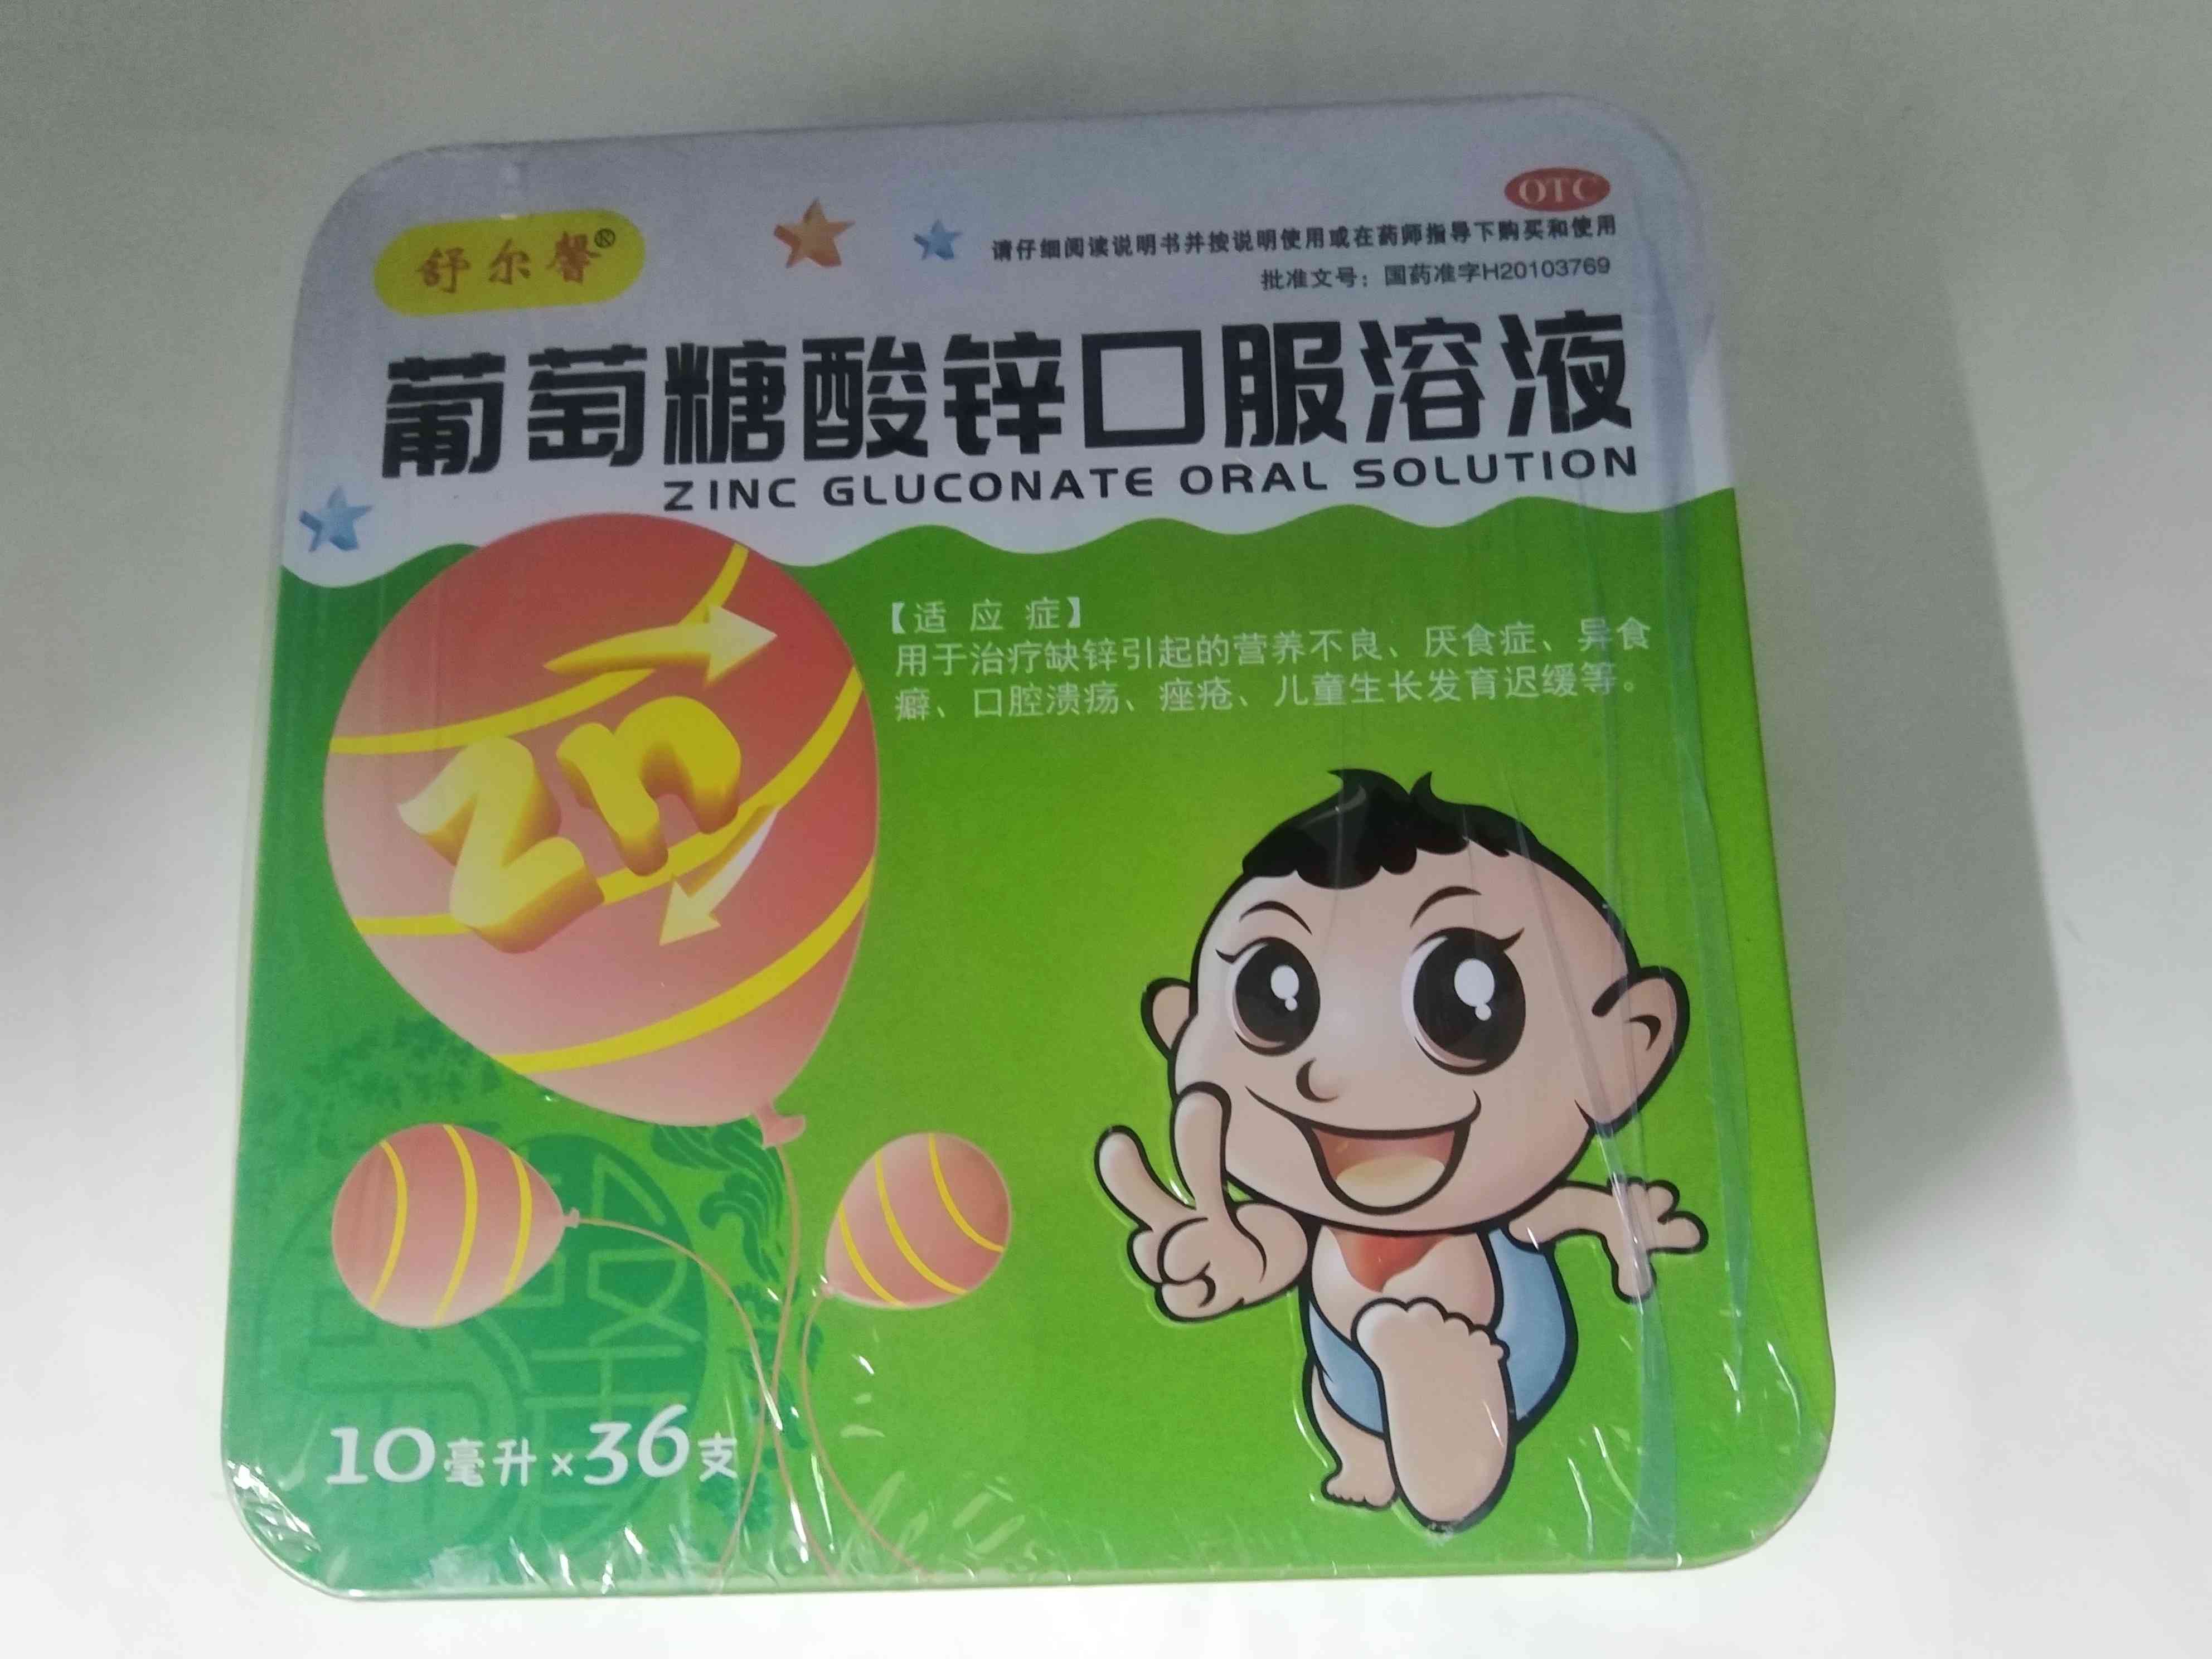 舒尔馨®
OTC
请仔细阅读说明书并按说明使用或在药师指导下购买和使用
批准文号：国药准字H20103769
葡萄糖酸锌口服溶液
ZINC GLUCONATE ORAL SOLUTION
【适 应 症】
用于治疗缺锌引起的营养不良、厌食症、异食
癖、口腔溃疡、痤疮、儿童生长发育迟缓等。
Zn
10毫升×36支